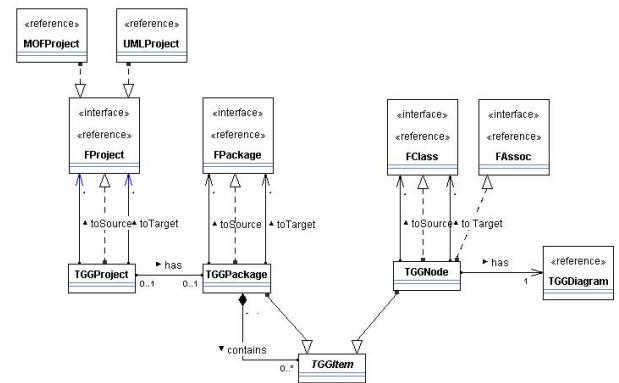 «reference»
MOFProject
«reference»
UMLProject
«interface»
«reference»
FProject
«interface»
«reference»
FPackage
«interface»
«reference»
FClass
«interface»
«reference»
FAssoc
▲ toSource
▲ toTarget
▲ toSource
▲ toTarget
▲ toSource
▲ to Target
TGGProject
► has
0..1
0..1
TGGPackage
TGGNode
► has
1
«reference»
TGGDiagram
▼ contains
0..*
TGGItem